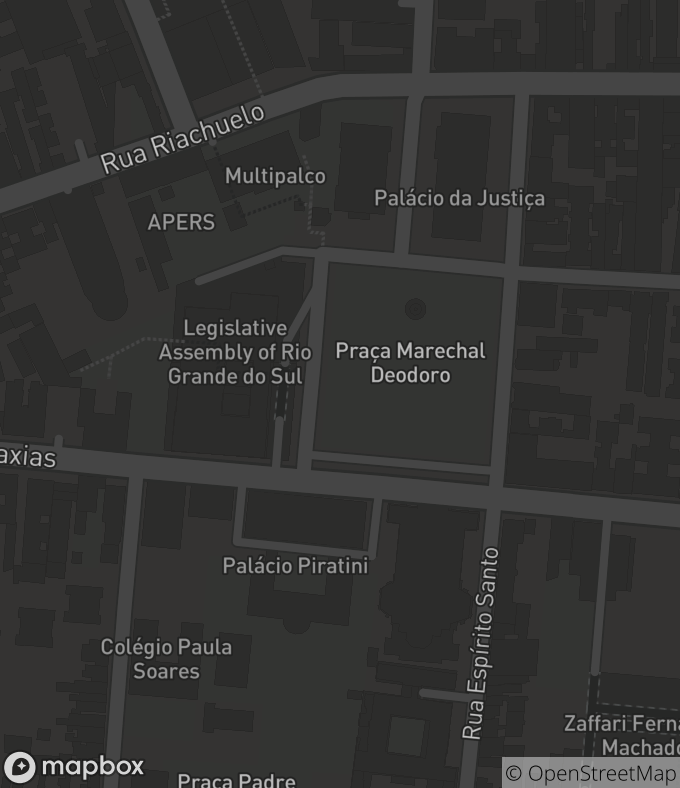 Rua Riachuelo
Multipalco
Palácio da Justiça
APERS
Legislative
Assembly of Rio
Grande do Sul
Praça Marechal
Deodoro
axias
Palácio Piratini
Rua Espírito Santo
Colégio Paula
Soares
Zaffari Ferna
Machado
Praça Padre
mapbox
© OpenStreetMap